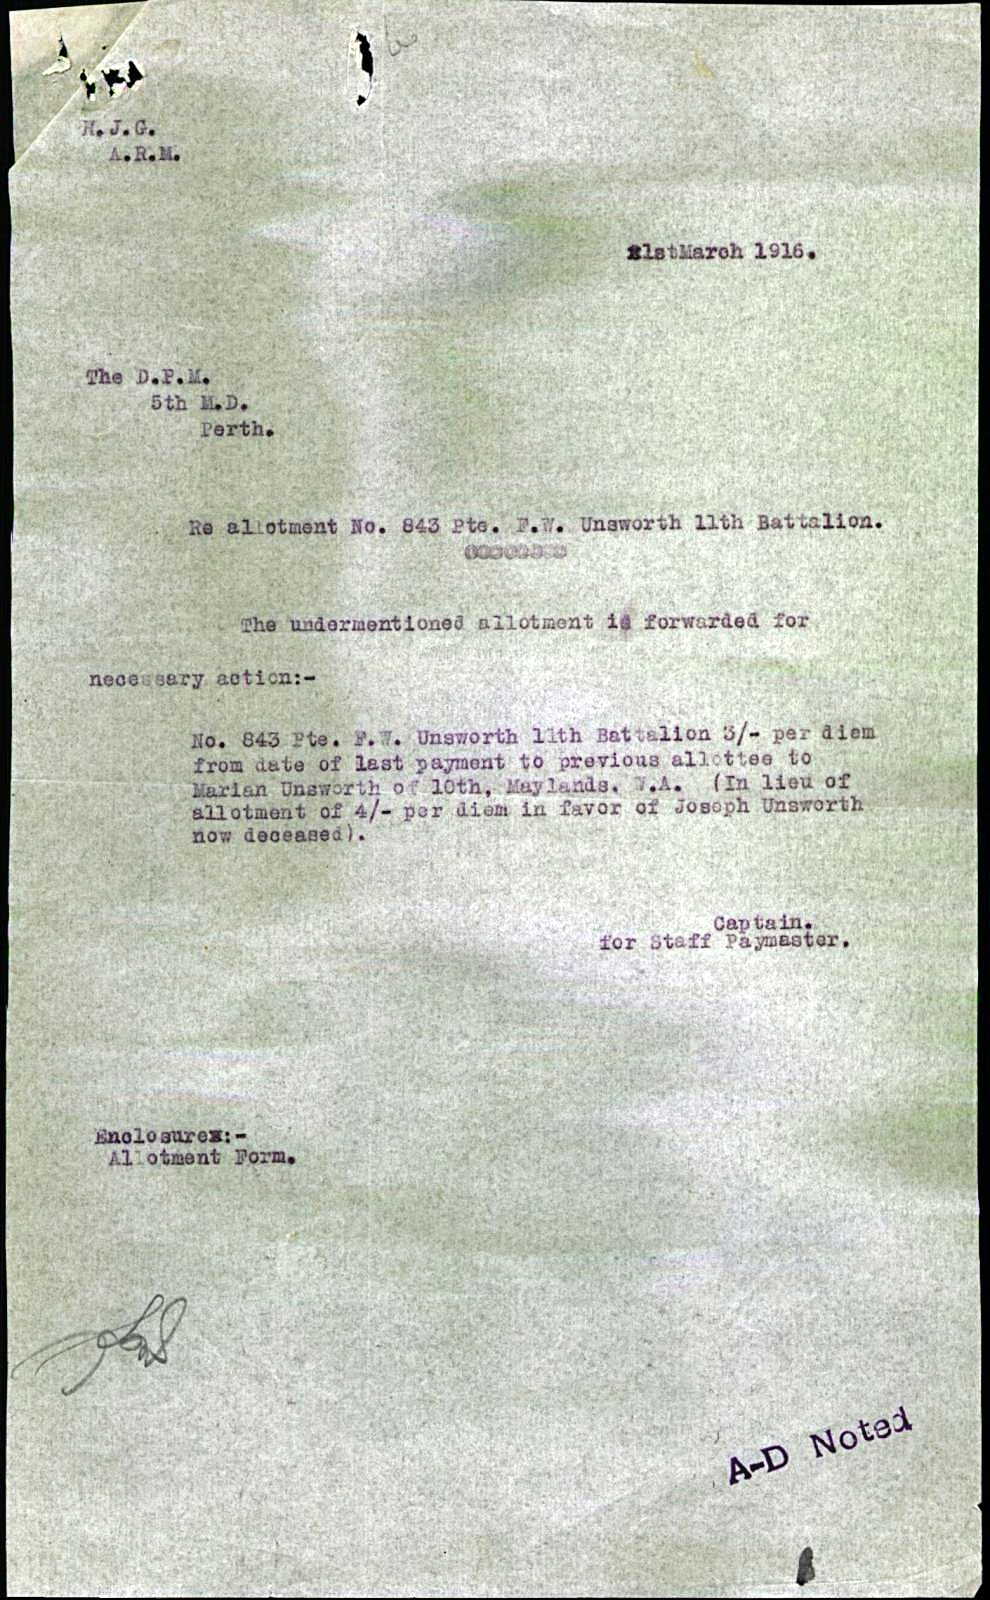 H.J.G.
A.R.M.
21stMarch 1916.
The D.P.M.
5th M.D.
Perth.
Re allotment No. 843 Pte. F.W. Unsworth 11th Battalion.
The undermentioned allotment is forwarded for
necessary action:-
No. 843 Pte. F.W. Unsworth 11th Battalion 3/- per diem
from date of last payment to previous allottee to
Marian Unsworth of 10th, Maylands. W.A. (In lieu of
allotment of 4/- per diem in favor of Joseph Unsworth
now deceased).
Captain.
for Staff Paymaster.
Enclosure:-
Allotment Form.
A-D Noted